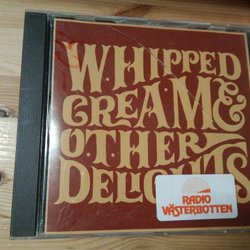 WHIPPED
CREAM &
OTHER
DELIGHTS
RADIO
VÄSTERBOTTEN